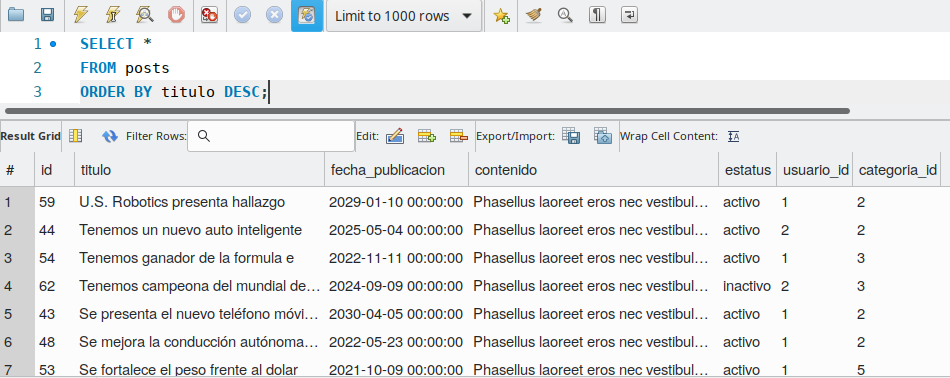 Limit to 1000 rows
1 SELECT *
2 FROM posts
3 ORDER BY titulo DESC;
Result Grid Filter Rows: Edit: Export/Import: Wrap Cell Content:
# id titulo fecha_publicacion contenido estatus usuario_id categoria_id
1 59 U.S. Robotics presenta hallazgo 2029-01-10 00:00:00 Phasellus laoreet eros nec vestibul... activo 1 2
2 44 Tenemos un nuevo auto inteligente 2025-05-04 00:00:00 Phasellus laoreet eros nec vestibul... activo 2 2
3 54 Tenemos ganador de la formula e 2022-11-11 00:00:00 Phasellus laoreet eros nec vestibul... activo 1 3
4 62 Tenemos campeona del mundial de... 2024-09-09 00:00:00 Phasellus laoreet eros nec vestibul... inactivo 2 3
5 43 Se presenta el nuevo teléfono móvi... 2030-04-05 00:00:00 Phasellus laoreet eros nec vestibul... activo 1 2
6 48 Se mejora la conducción autónoma... 2022-05-23 00:00:00 Phasellus laoreet eros nec vestibul... activo 1 2
7 53 Se fortalece el peso frente al dolar 2021-10-09 00:00:00 Phasellus laoreet eros nec vestibul... activo 1 5